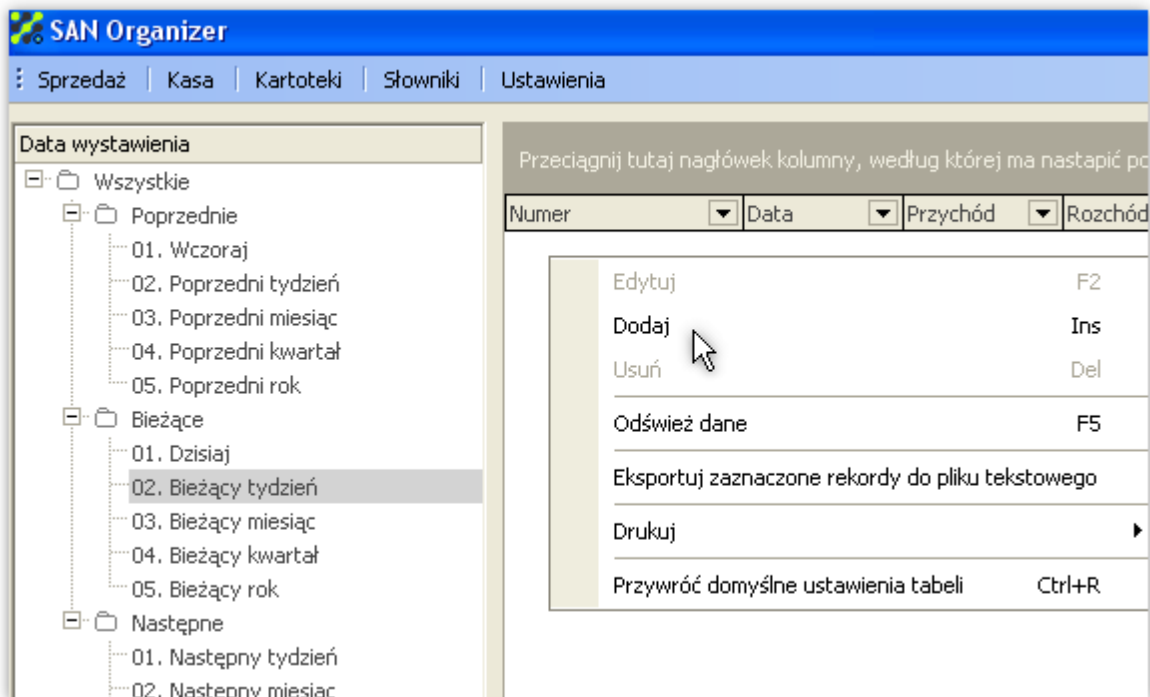 SAN Organizer
Sprzedaż Kasa Kartoteki Słowniki Ustawienia
Data wystawienia
Wszystkie
Poprzednie
01. Wczoraj
02. Poprzedni tydzień
03. Poprzedni miesiąc
04. Poprzedni kwartał
05. Poprzedni rok
Bieżące
01. Dzisiaj
02. Bieżący tydzień
03. Bieżący miesiąc
04. Bieżący kwartał
05. Bieżący rok
Następne
01. Następny tydzień
02. Następny miesiąc
Przeciągnij tutaj nagłówek kolumny, według której ma nastapić
Numer Data Przychód Rozchód
Edytuj F2
Dodaj Ins
Usuń Del
Odśwież dane F5
Eksportuj zaznaczone rekordy do pliku tekstowego
Drukuj
Przywróć domyślne ustawienia tabeli Ctrl+R